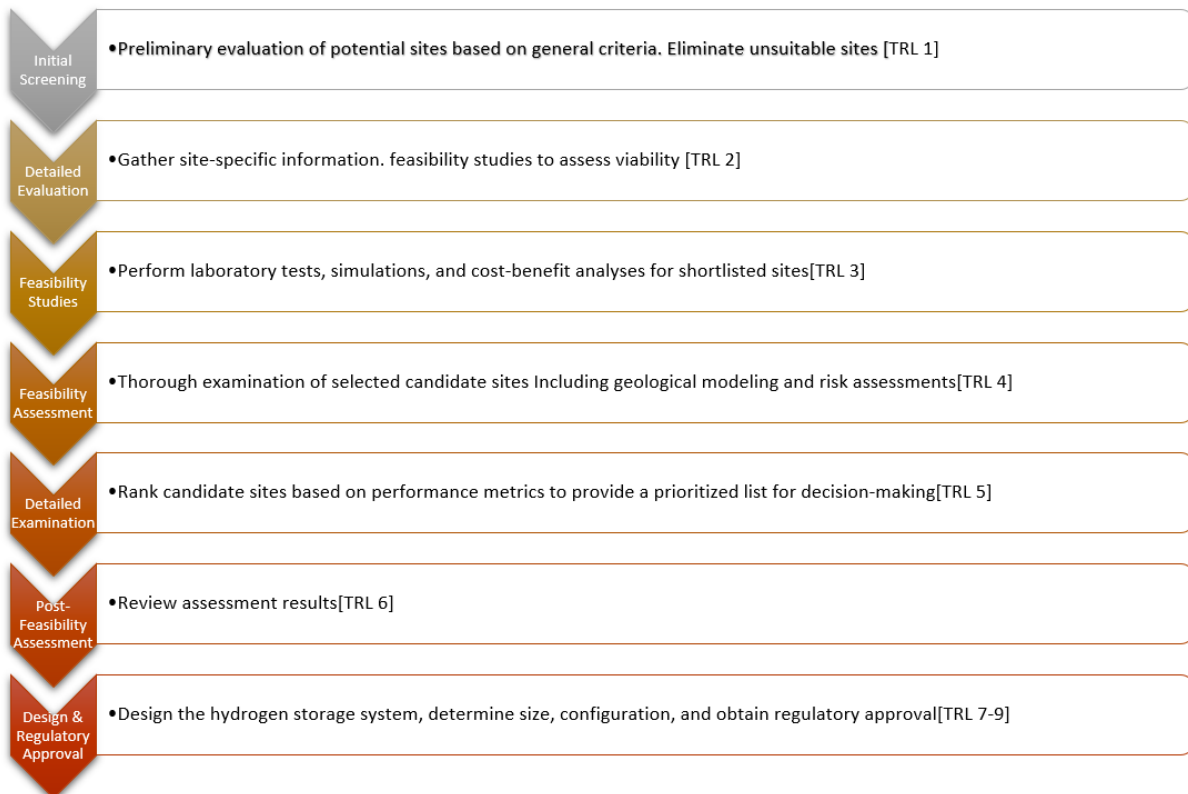 Initial
Screening
•Preliminary evaluation of potential sites based on general criteria. Eliminate unsuitable sites [TRL 1]
Detailed
Evaluation
•Gather site-specific information. feasibility studies to assess viability [TRL 2]
Feasibility
Studies
•Perform laboratory tests, simulations, and cost-benefit analyses for shortlisted sites[TRL 3]
Feasibility
Assessment
•Thorough examination of selected candidate sites Including geological modeling and risk assessments[TRL 4]
Detailed
Examination
•Rank candidate sites based on performance metrics to provide a prioritized list for decision-making[TRL 5]
Post-
Feasibility
Assessment
•Review assessment results[TRL 6]
Design &
Regulatory
Approval
•Design the hydrogen storage system, determine size, configuration, and obtain regulatory approval[TRL 7-9]